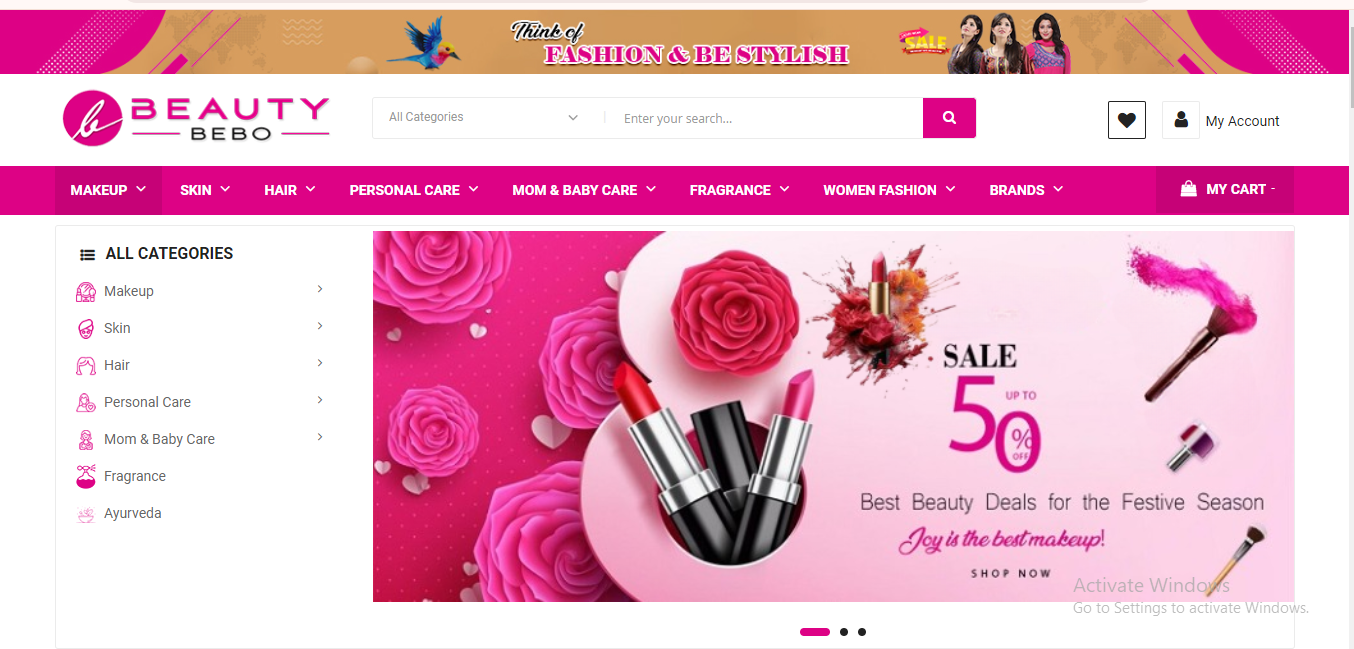 Think of
FASHION & BE STYLISH
SALE
b BEAUTY
BEBO
All Categories
Enter your search...
My Account
MAKEUP SKIN HAIR PERSONAL CARE MOM & BABY CARE FRAGRANCE WOMEN FASHION BRANDS MY CART -
ALL CATEGORIES
Makeup
Skin
Hair
Personal Care
Mom & Baby Care
Fragrance
Ayurveda
SALE
UP TO
50%
OFF
Best Beauty Deals for the Festive Season
Joy is the best makeup!
SHOP NOW
Activate Windows
Go to Settings to activate Windows.